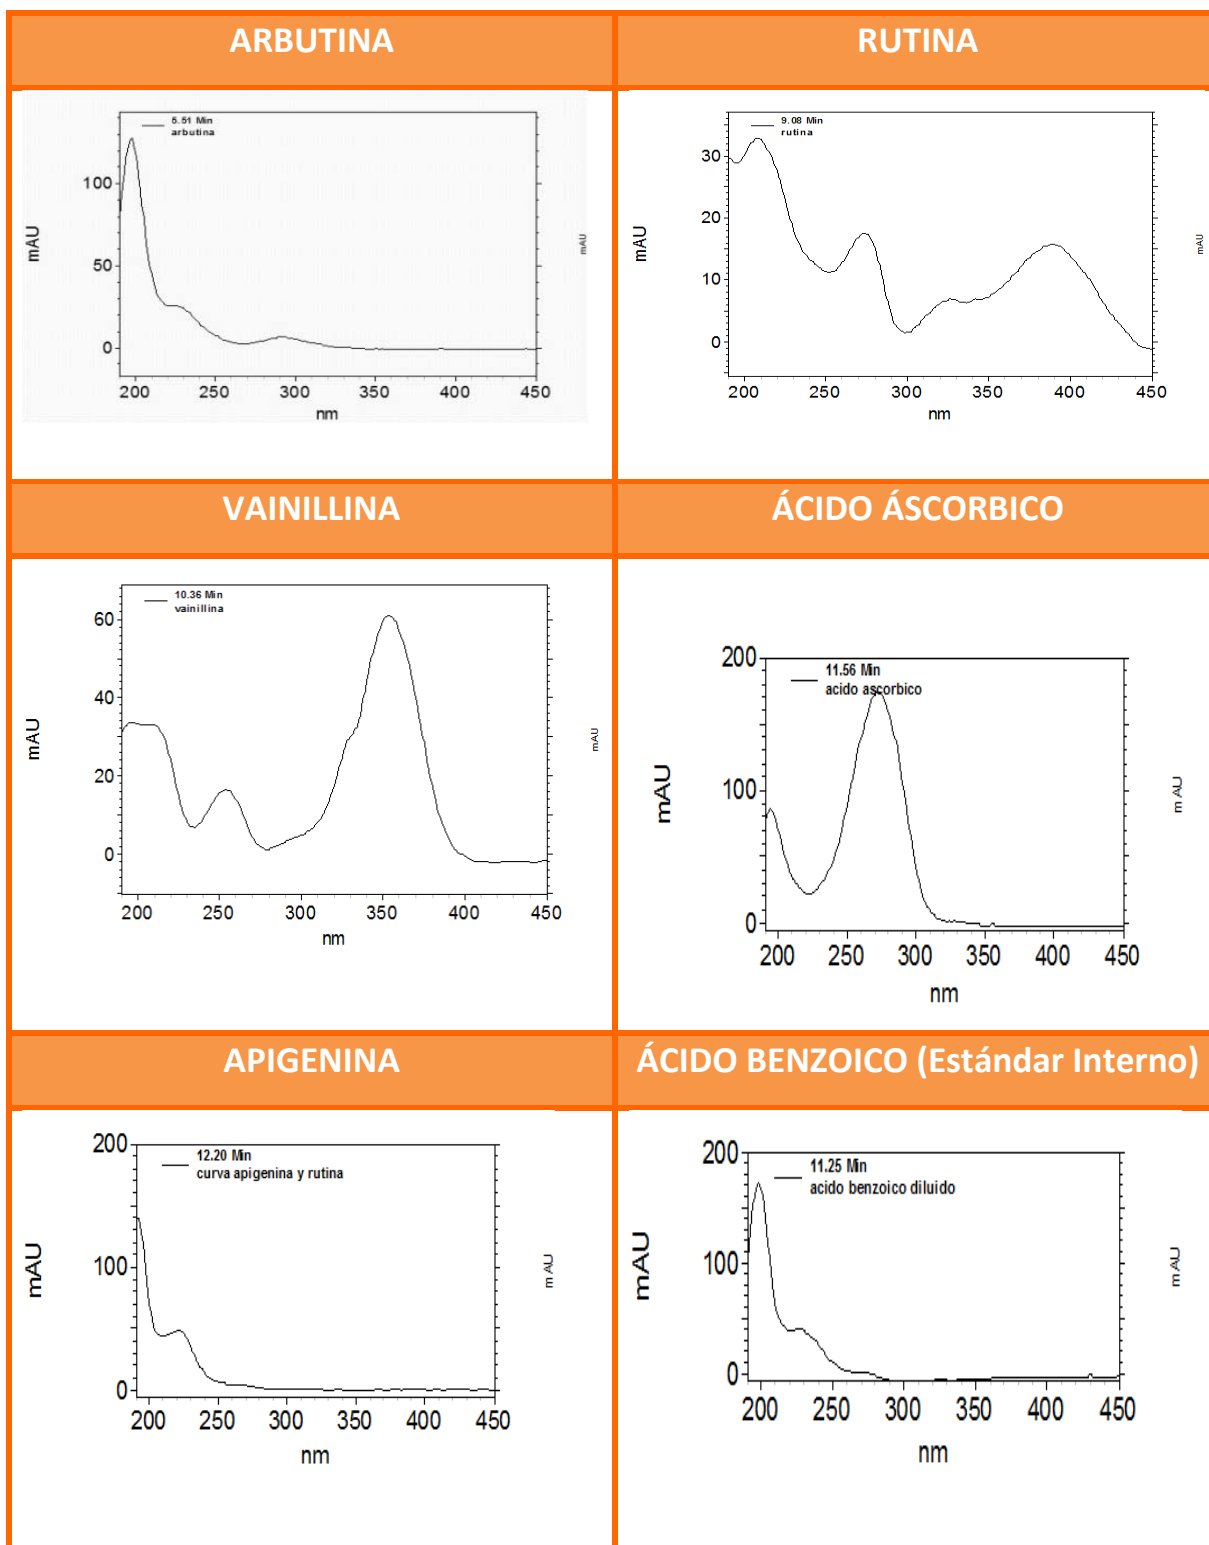 ARBUTINA
RUTINA
5.51 Min
arbutina
100
50
0
mAU
mAU
200 250 300 350 400 450
nm
9.08 Min
rutina
30
20
10
0
mAU
mAU
200 250 300 350 400 450
nm
VAINILLINA
ÁCIDO ÁSCORBICO
10.36 Min
vainillina
60
40
20
0
mAU
mAU
200 250 300 350 400 450
nm
11.56 Min
acido ascorbico
200
100
0
mAU
mAU
200 250 300 350 400 450
nm
APIGENINA
ÁCIDO BENZOICO (Estándar Interno)
12.20 Min
curva apigenina y rutina
200
100
0
mAU
mAU
200 250 300 350 400 450
nm
11.25 Min
acido benzoico diluido
200
100
0
mAU
mAU
200 250 300 350 400 450
nm